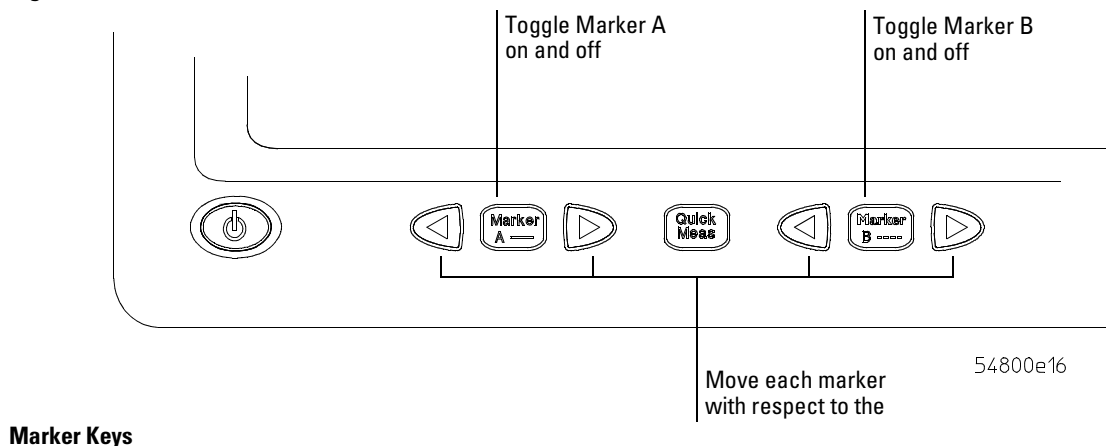 Toggle Marker A
on and off
Toggle Marker B
on and off
Marker
A
Quick
Meas
Marker
B ----
54800e16
Move each marker
with respect to the
Marker Keys